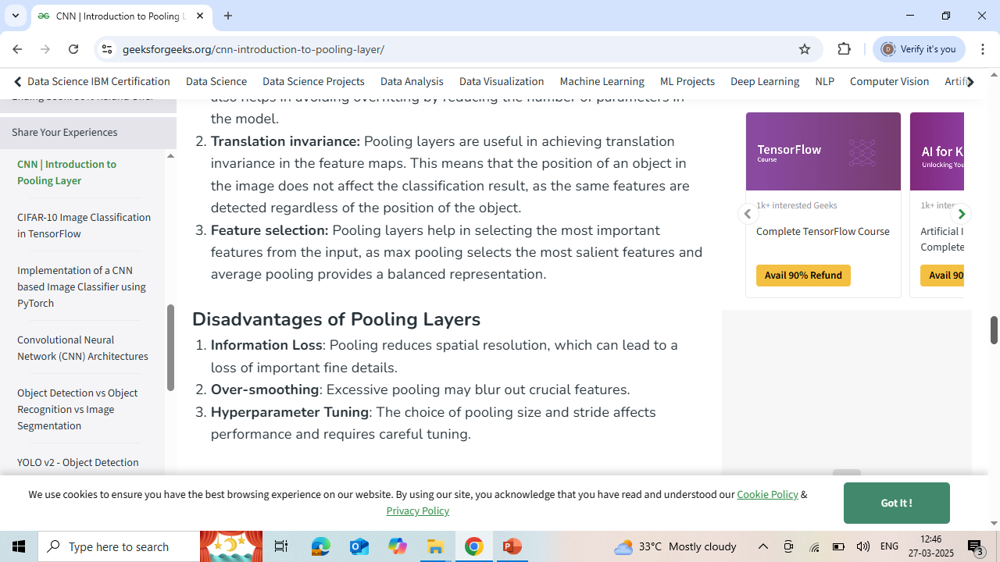 CNN | Introduction to Pooling L
geeksforgeeks.org/cnn-introduction-to-pooling-layer/
D
Verify it's you
Data Science IBM Certification Data Science Data Science Projects Data Analysis Data Visualization Machine Learning ML Projects Deep Learning NLP Computer Vision Artifi
Share Your Experiences
CNN | Introduction to
Pooling Layer
CIFAR-10 Image Classification
in TensorFlow
Implementation of a CNN
based Image Classifier using
PyTorch
Convolutional Neural
Network (CNN) Architectures
Object Detection vs Object
Recognition vs Image
Segmentation
YOLO v2 - Object Detection
also helps in avoiding overfitting by reducing the number of parameters in
the model.
2. Translation invariance: Pooling layers are useful in achieving translation
invariance in the feature maps. This means that the position of an object in
the image does not affect the classification result, as the same features are
detected regardless of the position of the object.
3. Feature selection: Pooling layers help in selecting the most important
features from the input, as max pooling selects the most salient features and
average pooling provides a balanced representation.
Disadvantages of Pooling Layers
1. Information Loss: Pooling reduces spatial resolution, which can lead to a
loss of important fine details.
2. Over-smoothing: Excessive pooling may blur out crucial features.
3. Hyperparameter Tuning: The choice of pooling size and stride affects
performance and requires careful tuning.
TensorFlow
Course
1k+ interested Geeks
Complete TensorFlow Course
Avail 90% Refund
AI for K
Unlocking You
1k+ inter
Artificial I
Complete
Avail 90
We use cookies to ensure you have the best browsing experience on our website. By using our site, you acknowledge that you have read and understood our Cookie Policy &
Privacy Policy
Got It !
Type here to search
33°C Mostly cloudy
ENG
12:46
27-03-2025
3